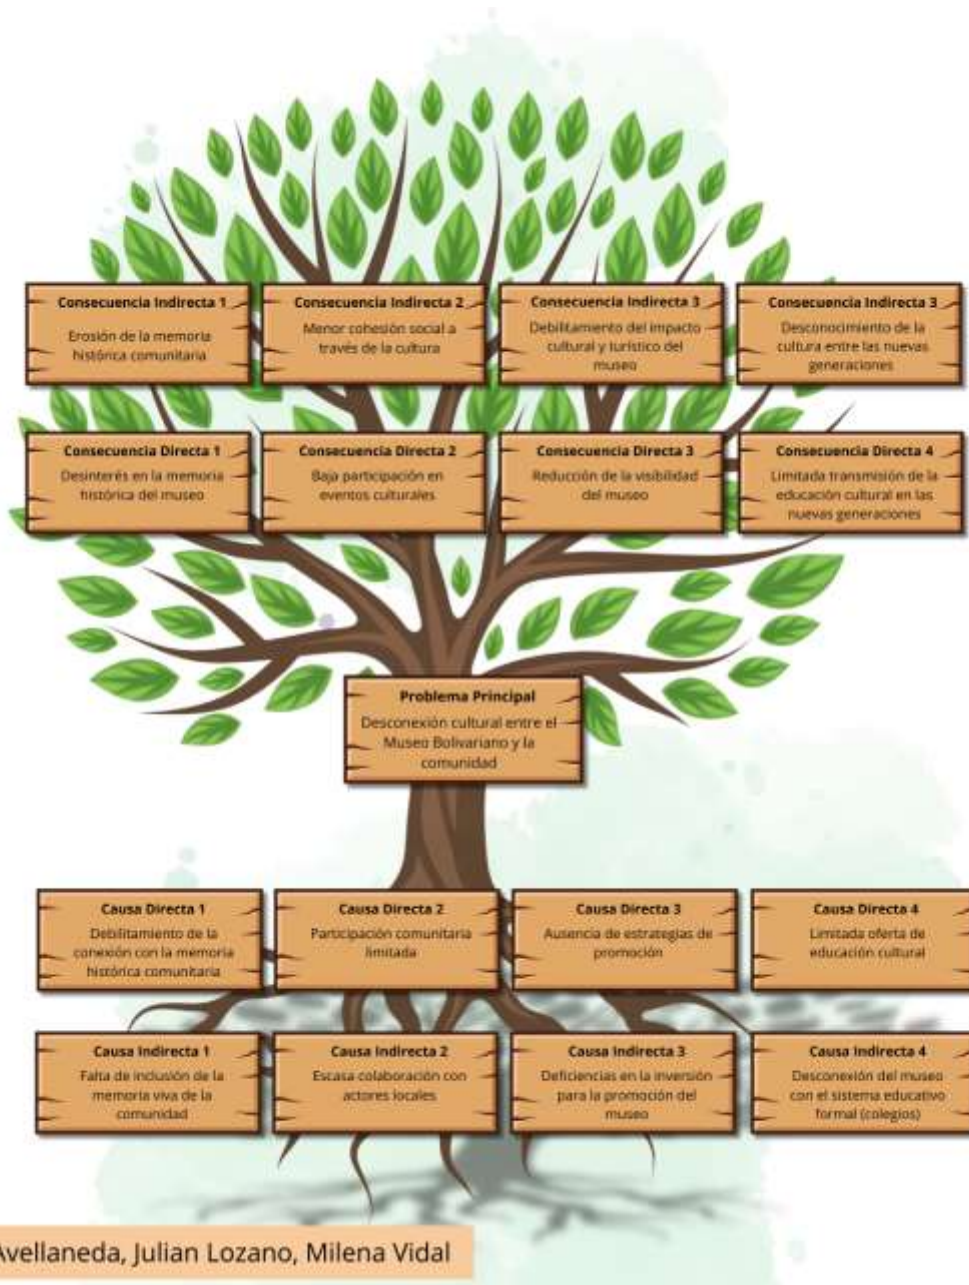 Consecuencia Indirecta 1
Erosión de la memoria
histórica comunitaria
Consecuencia Indirecta 2
Menor cohesión social a
través de la cultura
Consecuencia Indirecta 3
Debilitamiento del impacto
cultural y turístico del
museo
Consecuencia Indirecta 3
Desconocimiento de la
cultura entre las nuevas
generaciones
Consecuencia Directa 1
Desinterés en la memoria
histórica del museo
Consecuencia Directa 2
Baja participación en
eventos culturales
Consecuencia Directa 3
Reducción de la visibilidad
del museo
Consecuencia Directa 4
Limitada transmisión de la
educación cultural en las
nuevas generaciones
Problema Principal
Desconexión cultural entre el
Museo Bolivariano y la
comunidad
Causa Directa 1
Debilitamiento de la
conexión con la memoria
histórica comunitaria
Causa Directa 2
Participación comunitaria
limitada
Causa Directa 3
Ausencia de estrategias de
promoción
Causa Directa 4
Limitada oferta de
educación cultural
Causa Indirecta 1
Falta de inclusión de la
memoria viva de la
comunidad
Causa Indirecta 2
Escasa colaboración con
actores locales
Causa Indirecta 3
Deficiencias en la inversión
para la promoción del
museo
Causa Indirecta 4
Desconexión del museo
con el sistema educativo
formal (colegios)
Avellaneda, Julian Lozano, Milena Vidal